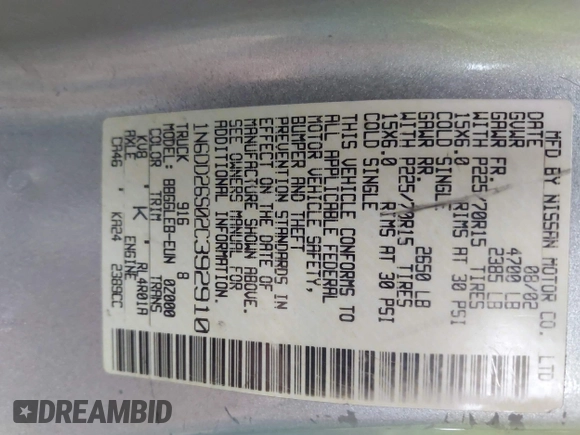 MFD BY NISSAN MOTOR CO. LTD
DATE 08/02
GVWR 4700 LB
GAWR FR. 2385 LB
WITH P225/70R15 TIRES
15X6.0 RIMS AT 30 PSI
COLD SINGLE
GAWR RR. 2650 LB
WITH P225/70R15 TIRES
15X6.0 RIMS AT 30 PSI
COLD SINGLE
THIS VEHICLE CONFORMS TO
ALL APPLICABLE FEDERAL
MOTOR VEHICLE SAFETY,
BUMPER AND THEFT
PREVENTION STANDARDS IN
EFFECT ON THE DATE OF
MANUFACTURE SHOWN ABOVE.
SEE OWNERS MANUAL FOR
ADDITIONAL INFORMATION.
1N6DD26S02C392910
TRUCK 916 8
MODEL: BBG51EB-EUN 02000
COLOR TRIM TRANS
KV6 K RL4R01A
AXLE ENGINE
CA46 KA24 2389CC
DREAMBID